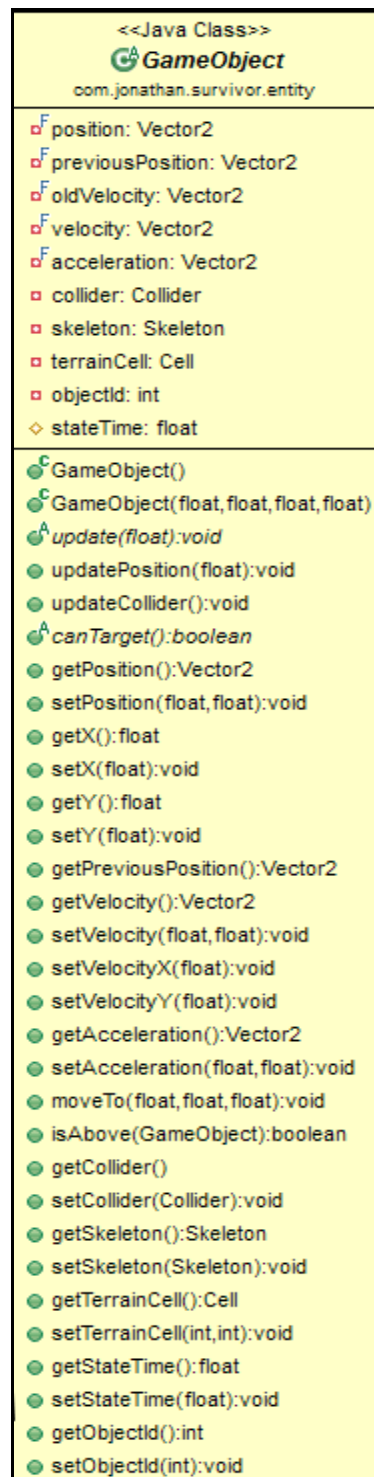 <<Java Class>>
GameObject
com.jonathan.survivor.entity
position: Vector2
previousPosition: Vector2
oldVelocity: Vector2
velocity: Vector2
acceleration: Vector2
collider: Collider
skeleton: Skeleton
terrainCell: Cell
objectId: int
stateTime: float
GameObject()
GameObject(float,float,float,float)
update(float):void
updatePosition(float):void
updateCollider():void
canTarget():boolean
getPosition():Vector2
setPosition(float,float):void
getX():float
setX(float):void
getY():float
setY(float):void
getPreviousPosition():Vector2
getVelocity():Vector2
setVelocity(float,float):void
setVelocityX(float):void
setVelocityY(float):void
getAcceleration():Vector2
setAcceleration(float,float):void
moveTo(float,float,float):void
isAbove(GameObject):boolean
getCollider()
setCollider(Collider):void
getSkeleton():Skeleton
setSkeleton(Skeleton):void
getTerrainCell():Cell
setTerrainCell(int,int):void
getStateTime():float
setStateTime(float):void
getObjectId():int
setObjectId(int):void